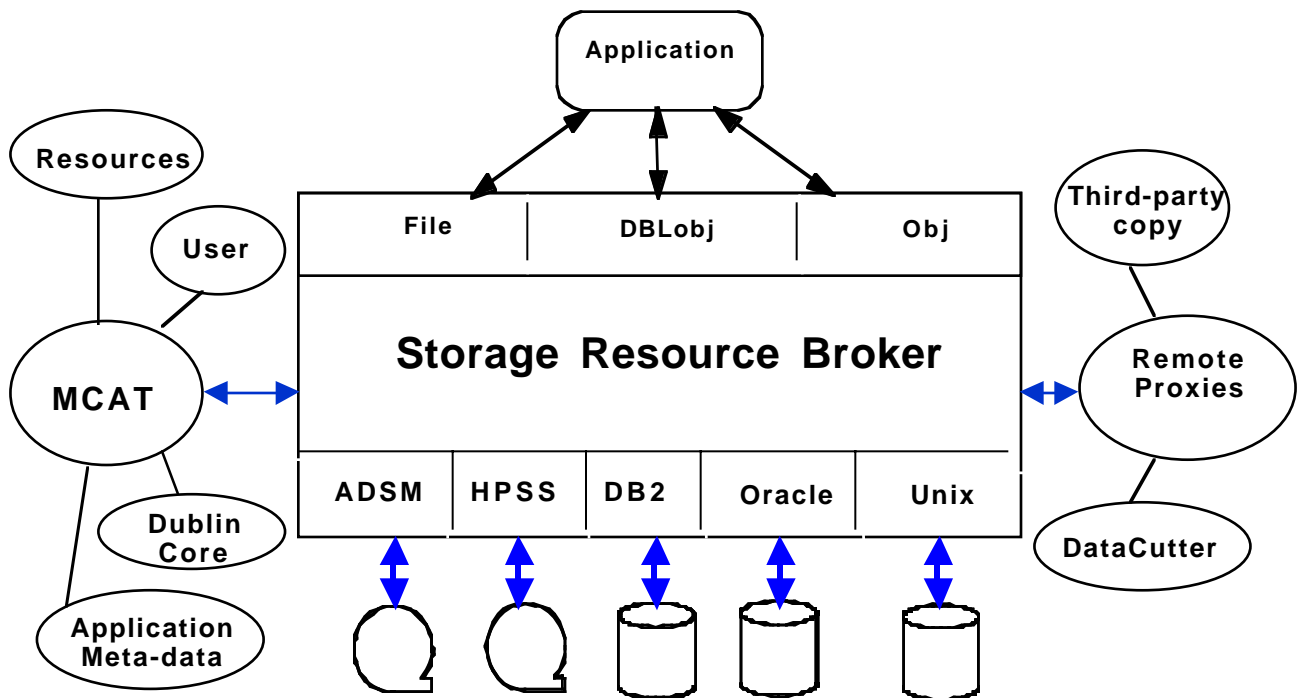 Application
Resources
User
MCAT
Dublin
Core
Application
Meta-data
File
DBLobj
Obj
Storage Resource Broker
ADSM
HPSS
DB2
Oracle
Unix
Third-party
copy
Remote
Proxies
DataCutter